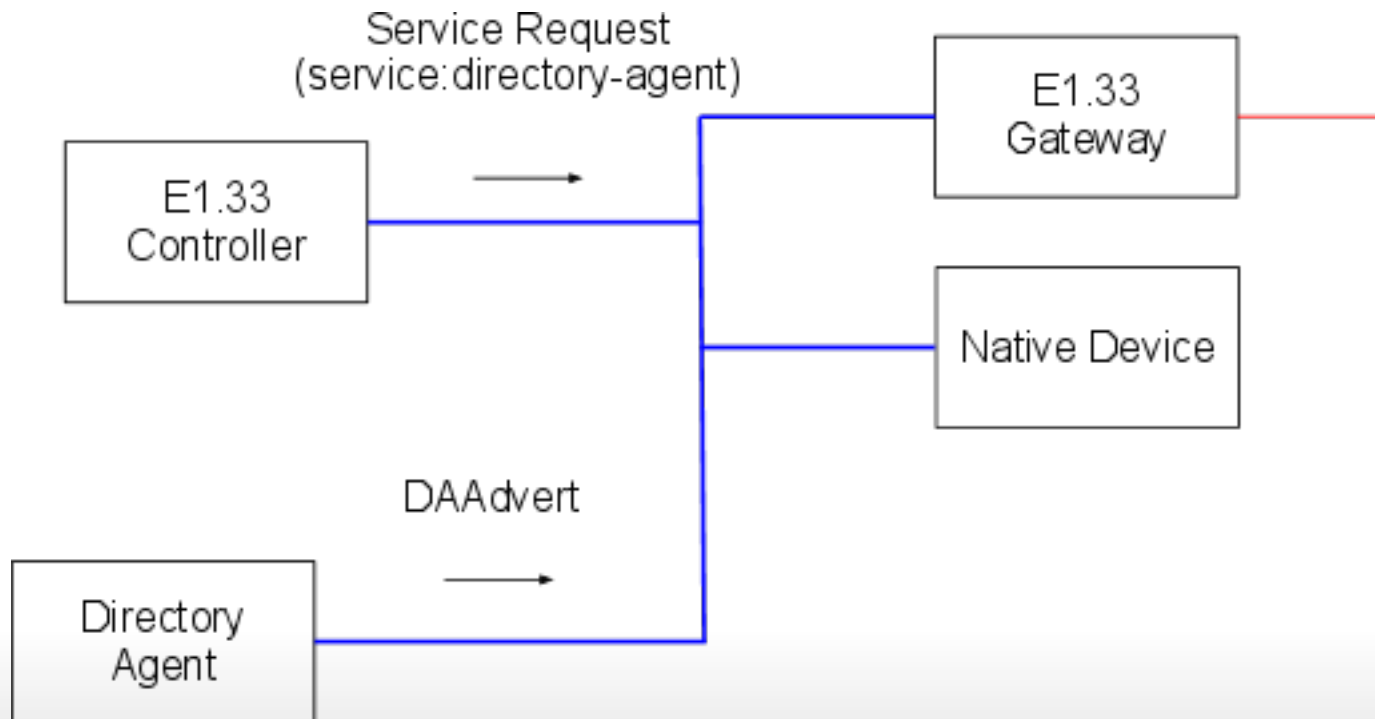 Service Request
(service:directory-agent)
E1.33
Gateway
E1.33
Controller
Native Device
DAAdvert
Directory
Agent